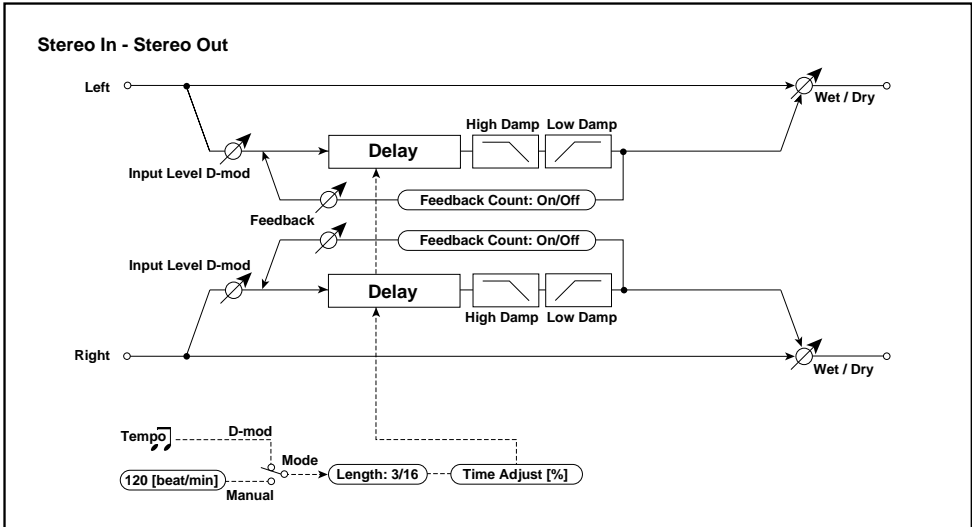 Stereo In - Stereo Out
Left
Wet / Dry
High Damp
Low Damp
Delay
Input Level D-mod
Feedback Count: On/Off
Feedback
Feedback Count: On/Off
Input Level D-mod
Delay
High Damp
Low Damp
Right
Wet / Dry
Tempo
D-mod
Mode
120 [beat/min]
Manual
Length: 3/16
Time Adjust [%]